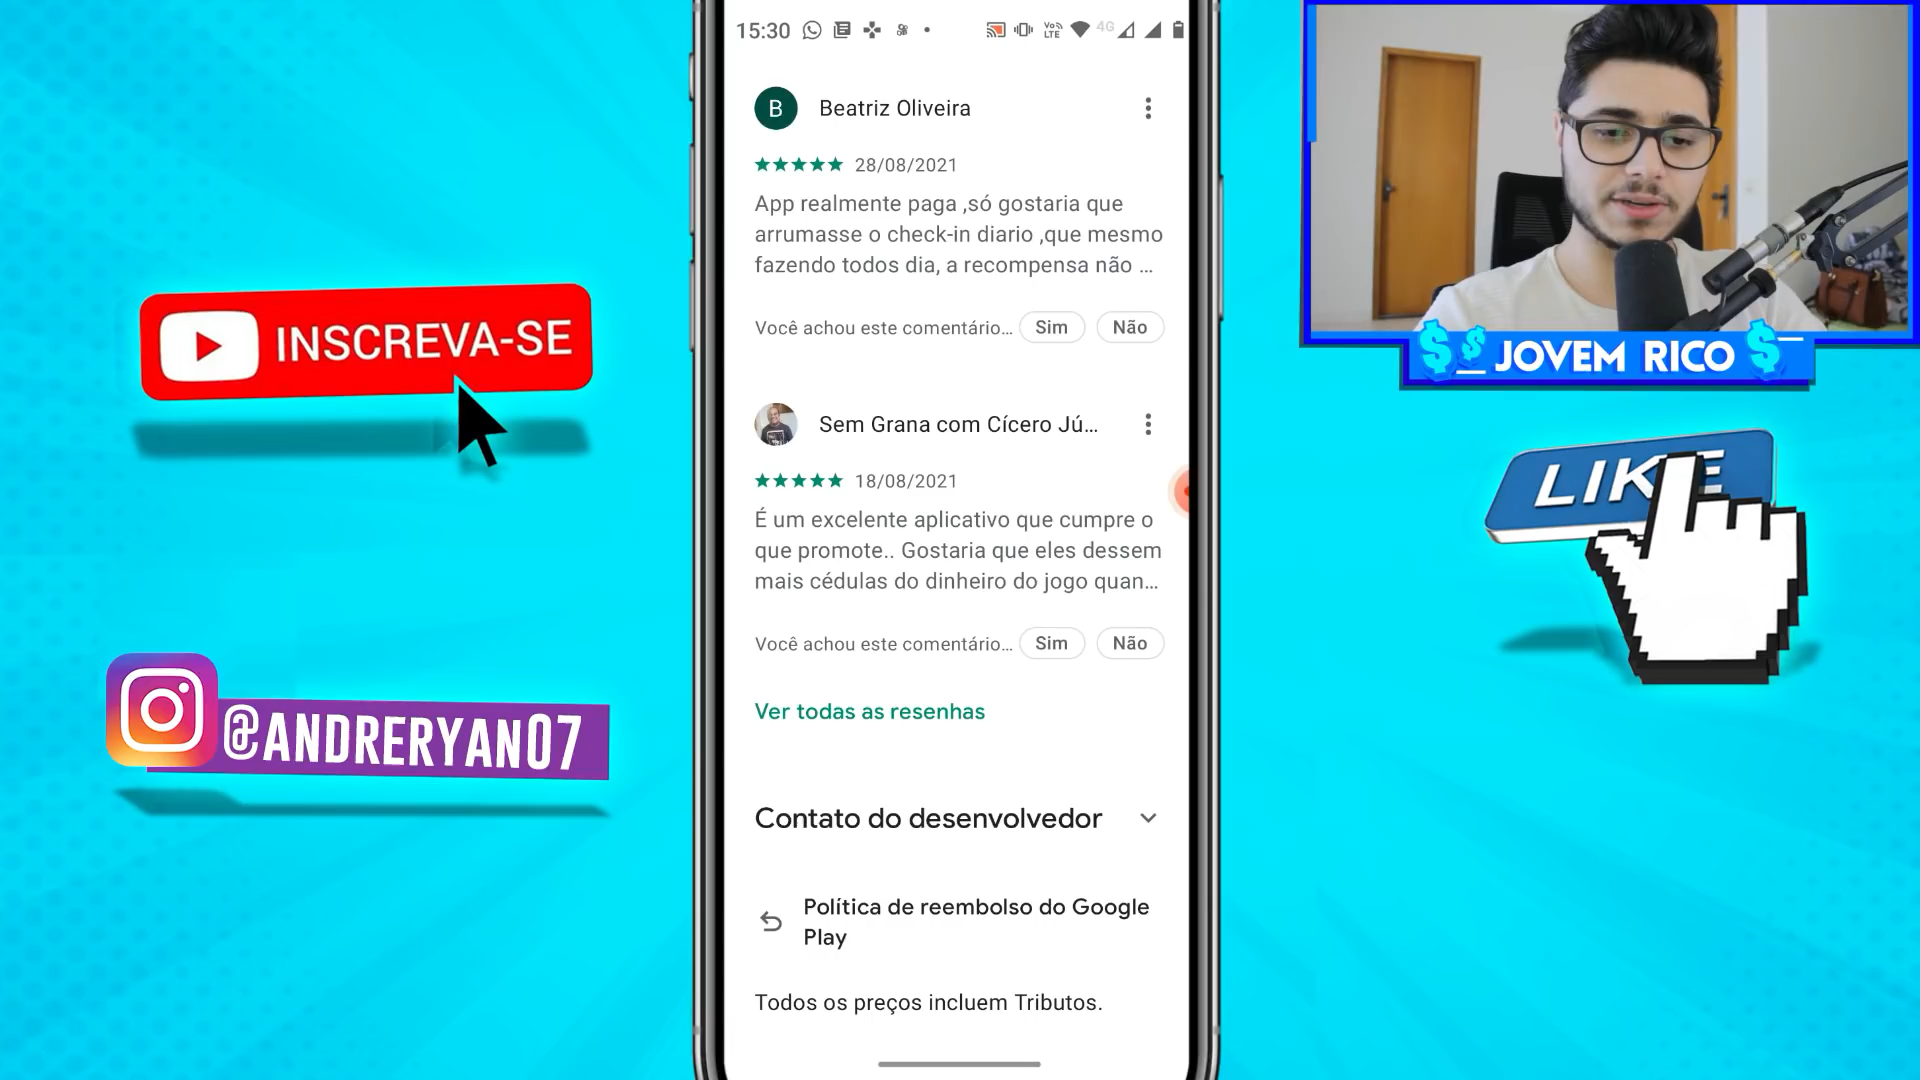 15:30
VoLTE
4G
B
Beatriz Oliveira
28/08/2021
App realmente paga ,só gostaria que
arrumasse o check-in diario ,que mesmo
fazendo todos dia, a recompensa não ...
Você achou este comentário... Sim Não
Sem Grana com Cícero Jú...
18/08/2021
É um excelente aplicativo que cumpre o
que promote.. Gostaria que eles dessem
mais cédulas do dinheiro do jogo quan...
Você achou este comentário... Sim Não
Ver todas as resenhas
Contato do desenvolvedor
Política de reembolso do Google
Play
Todos os preços incluem Tributos.
INSCREVA-SE
@ANDRERYAN07
$ $ JOVEM RICO $
LIKE